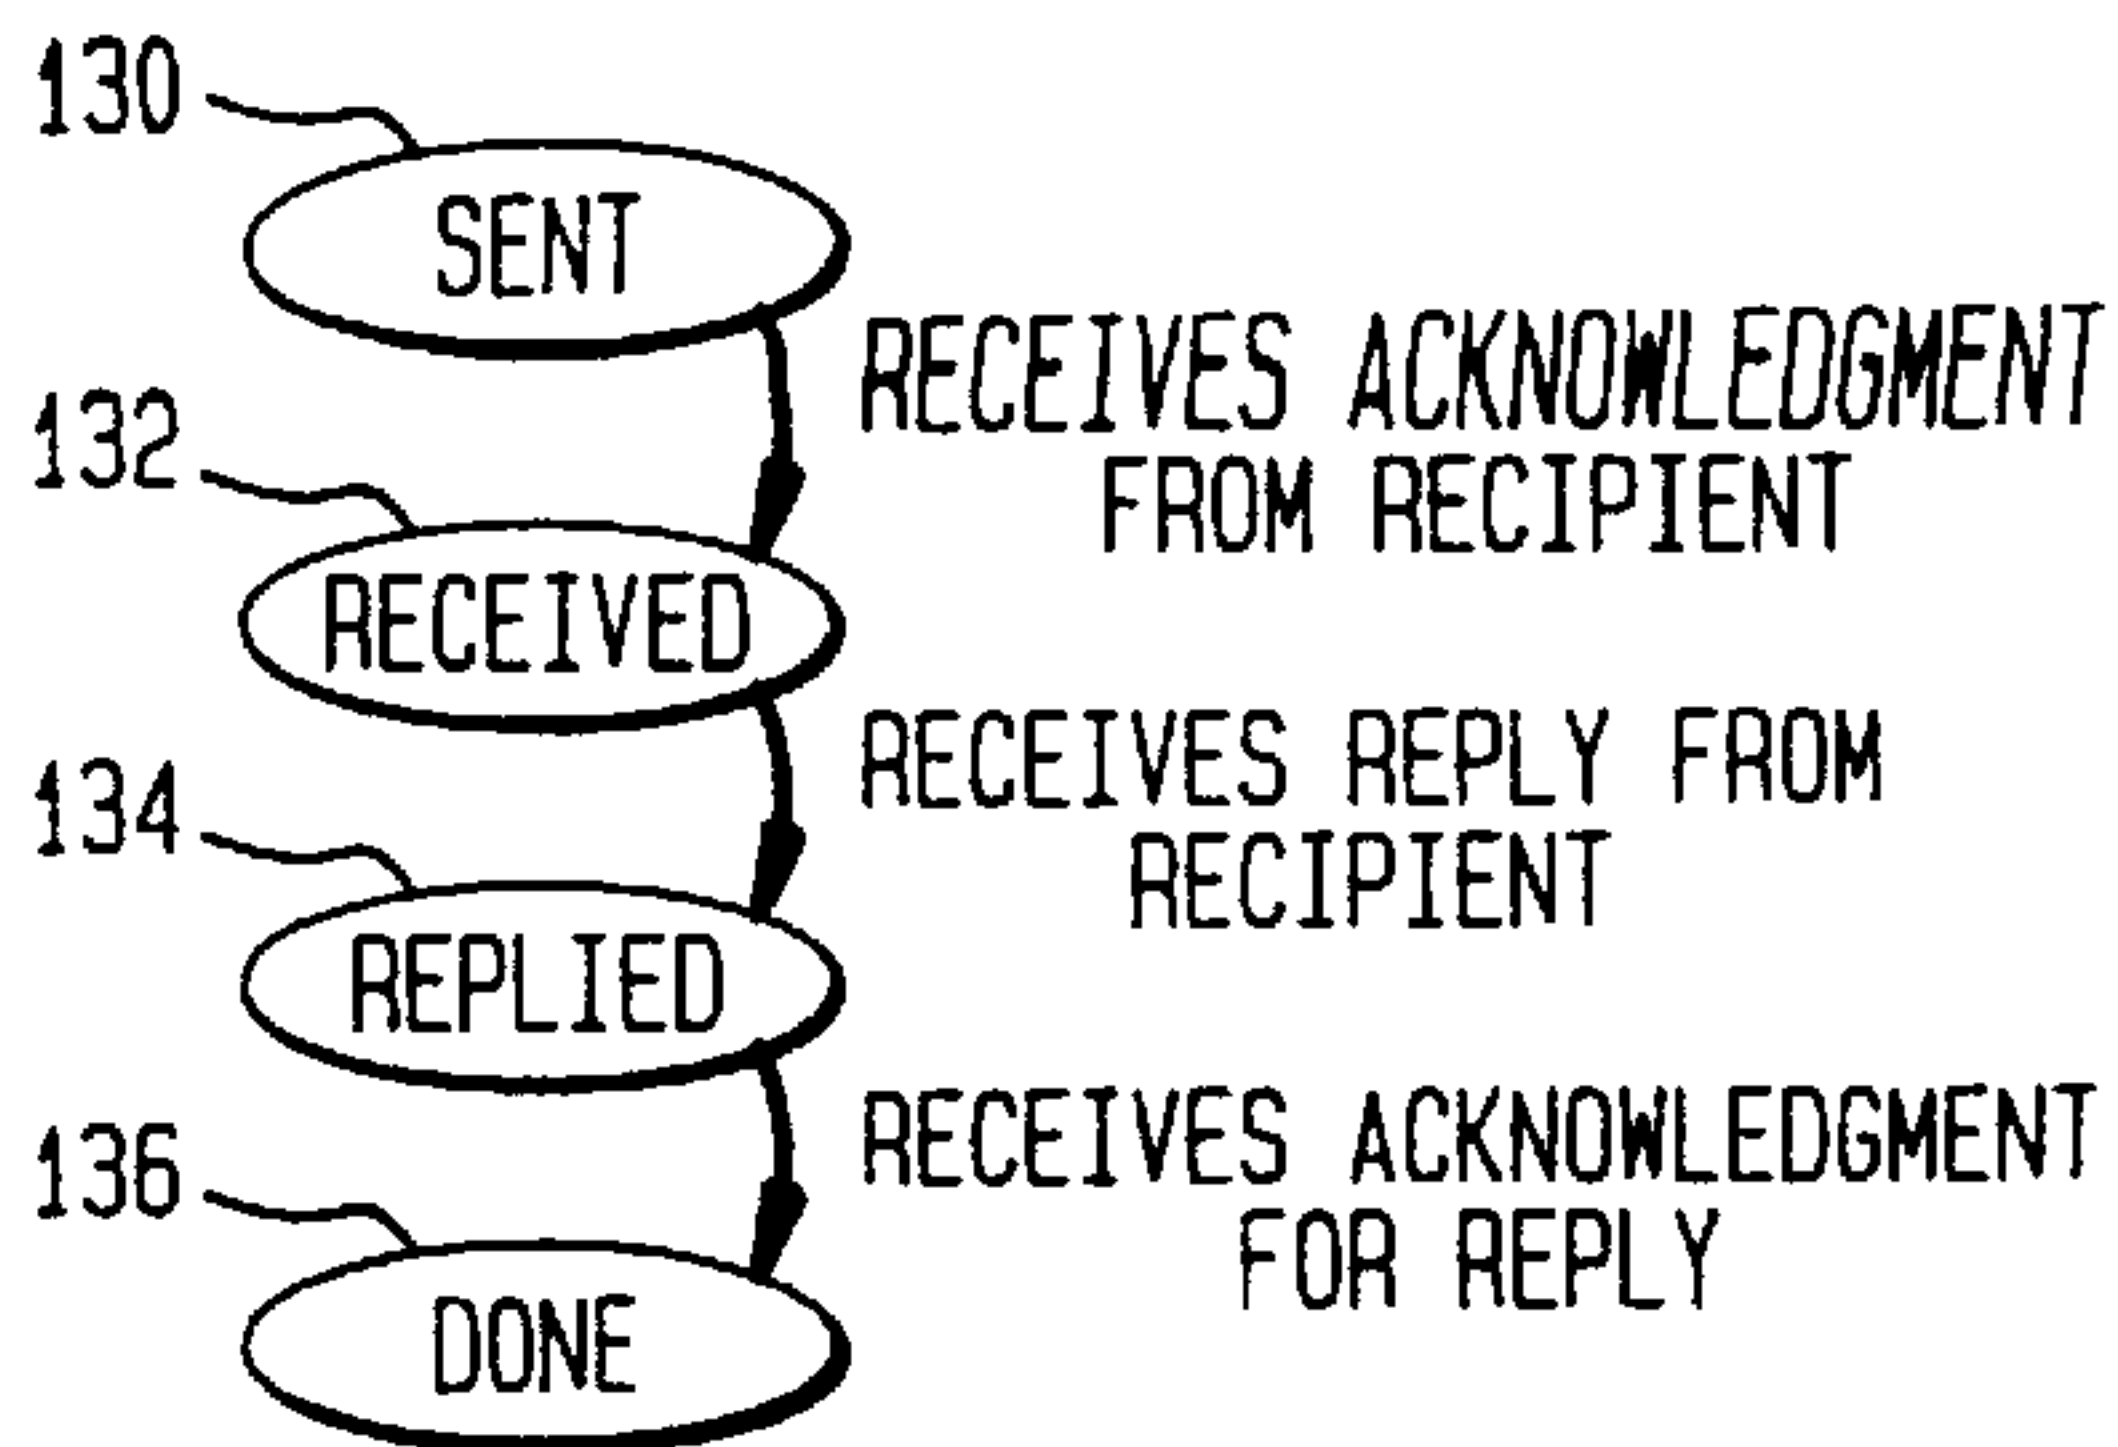 130
SENT
RECEIVES ACKNOWLEDGMENT
FROM RECIPIENT
132
RECEIVED
RECEIVES REPLY FROM
RECIPIENT
134
REPLIED
RECEIVES ACKNOWLEDGMENT
FOR REPLY
136
DONE